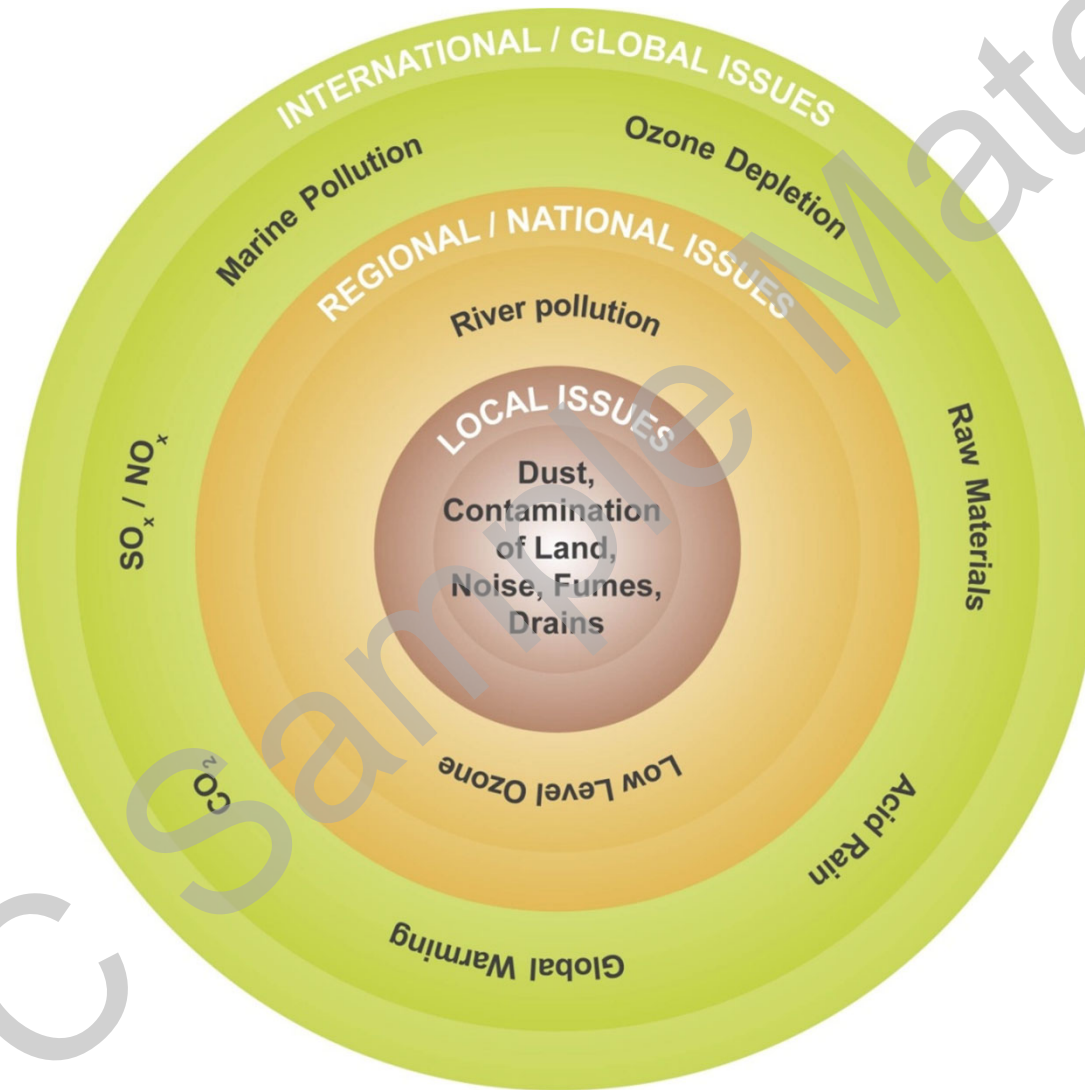 INTERNATIONAL / GLOBAL ISSUES
Marine Pollution
Ozone Depletion
Raw Materials
Acid Rain
Global Warming
CO₂
SOₓ / NOₓ
REGIONAL / NATIONAL ISSUES
River pollution
Low Level Ozone
LOCAL ISSUES
Dust,
Contamination
of Land,
Noise, Fumes,
Drains
C Sample Mate